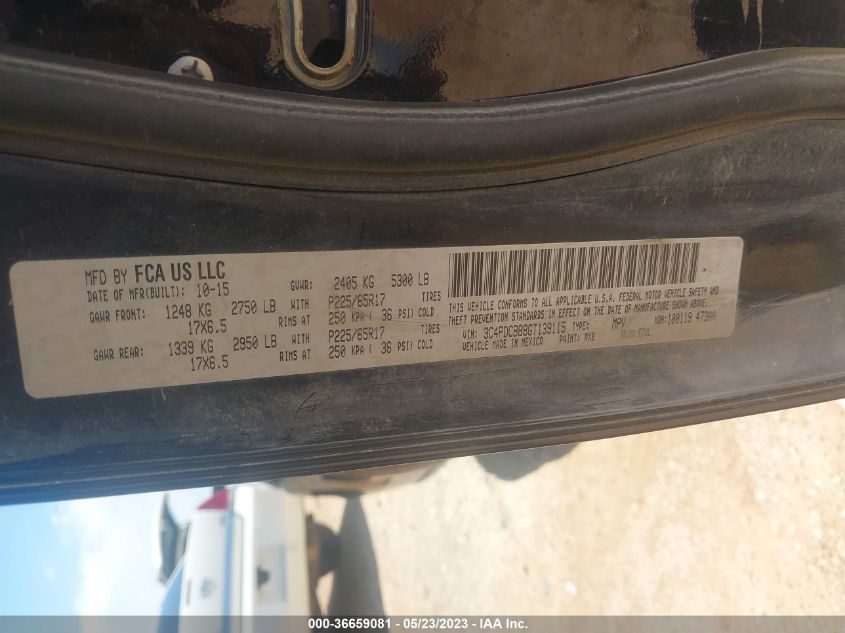 MFD BY FCA US LLC
DATE OF MFR(BUILT): 10-15 GVWR: 2405 KG 5300 LB
GAWR FRONT: 1248 KG 2750 LB WITH P225/65R17 TIRES
17X6.5 RIMS AT 250 KPA ( 36 PSI) COLD
GAWR REAR: 1339 KG 2950 LB WITH P225/65R17 TIRES
17X6.5 RIMS AT 250 KPA ( 36 PSI) COLD
THIS VEHICLE CONFORMS TO ALL APPLICABLE U.S.A. FEDERAL MOTOR VEHICLE SAFETY AND
THEFT PREVENTION STANDARDS IN EFFECT ON THE DATE OF MANUFACTURE SHOWN ABOVE.
VIN: TYPE: MPV MDH:100119 473AA
VEHICLE MADE IN MEXICO PAINT: PX8 TRIM:
000-36659081 - 05/23/2023 - IAA Inc.